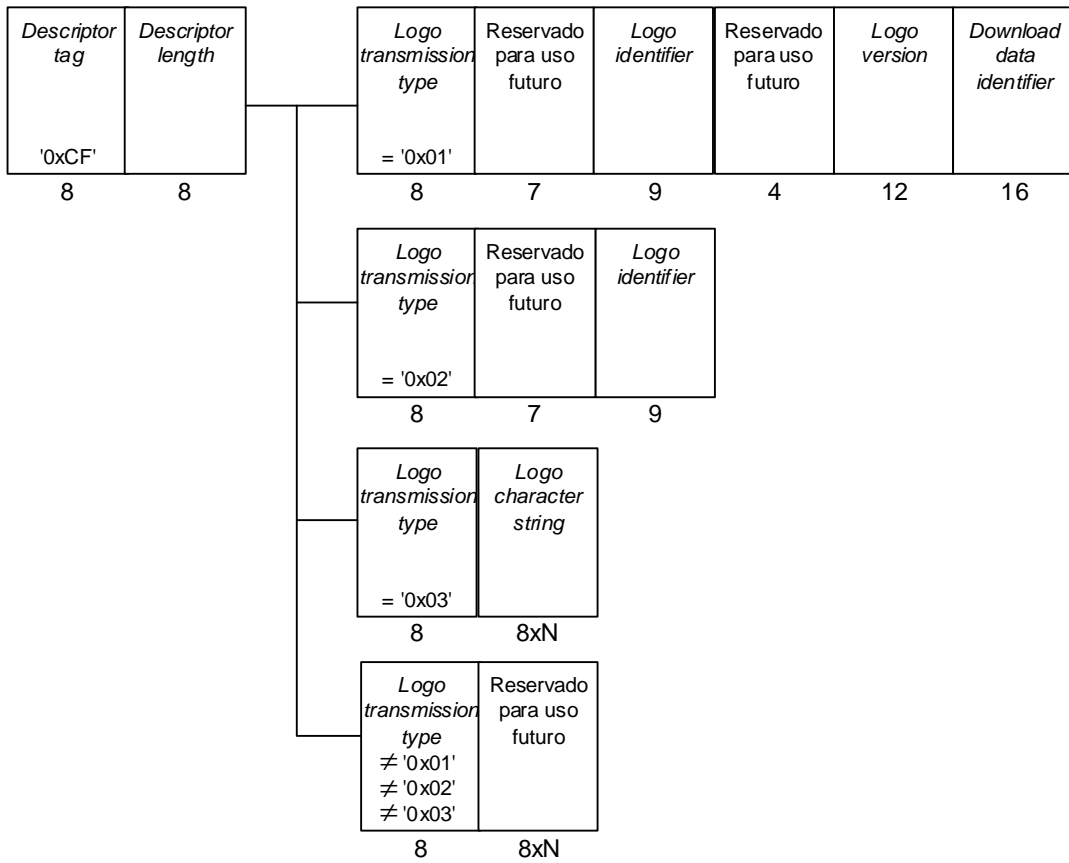 Descriptor
tag
'0xCF'
8
Descriptor
length
8
Logo
transmission
type
= '0x01'
8
Reservado
para uso
futuro
7
Logo
identifier
9
Reservado
para uso
futuro
4
Logo
version
12
Download
data
identifier
16
Logo
transmission
type
= '0x02'
8
Reservado
para uso
futuro
7
Logo
identifier
9
Logo
transmission
type
= '0x03'
8
Logo
character
string
8xN
Logo
transmission
type
≠ '0x01'
≠ '0x02'
≠ '0x03'
8
Reservado
para uso
futuro
8xN